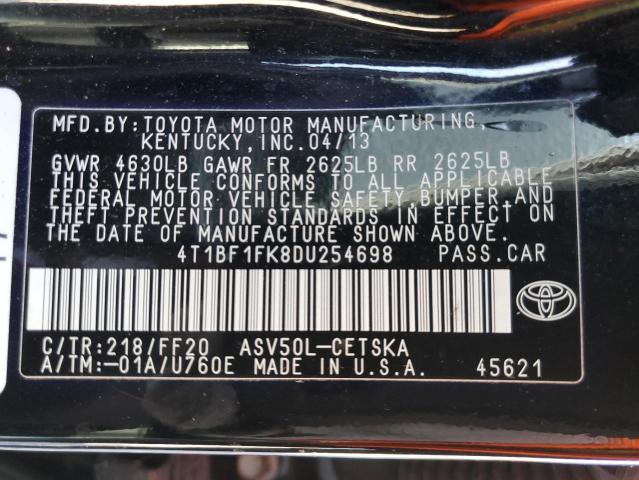 MFD.BY:TOYOTA MOTOR MANUFACTURING,
KENTUCKY,INC.04/13
GVWR 4630LB GAWR FR 2625LB RR 2625LB
THIS VEHICLE CONFORMS TO ALL APPLICABLE
FEDERAL MOTOR VEHICLE SAFETY,BUMPER,AND
THEFT PREVENTION STANDARDS IN EFFECT ON
THE DATE OF MANUFACTURE SHOWN ABOVE.
4T1BF1FK8DU254698 PASS.CAR
C/TR:218/FF20 ASV50L-CETSKA
A/TM:-01A/U760E MADE IN U.S.A. 45621